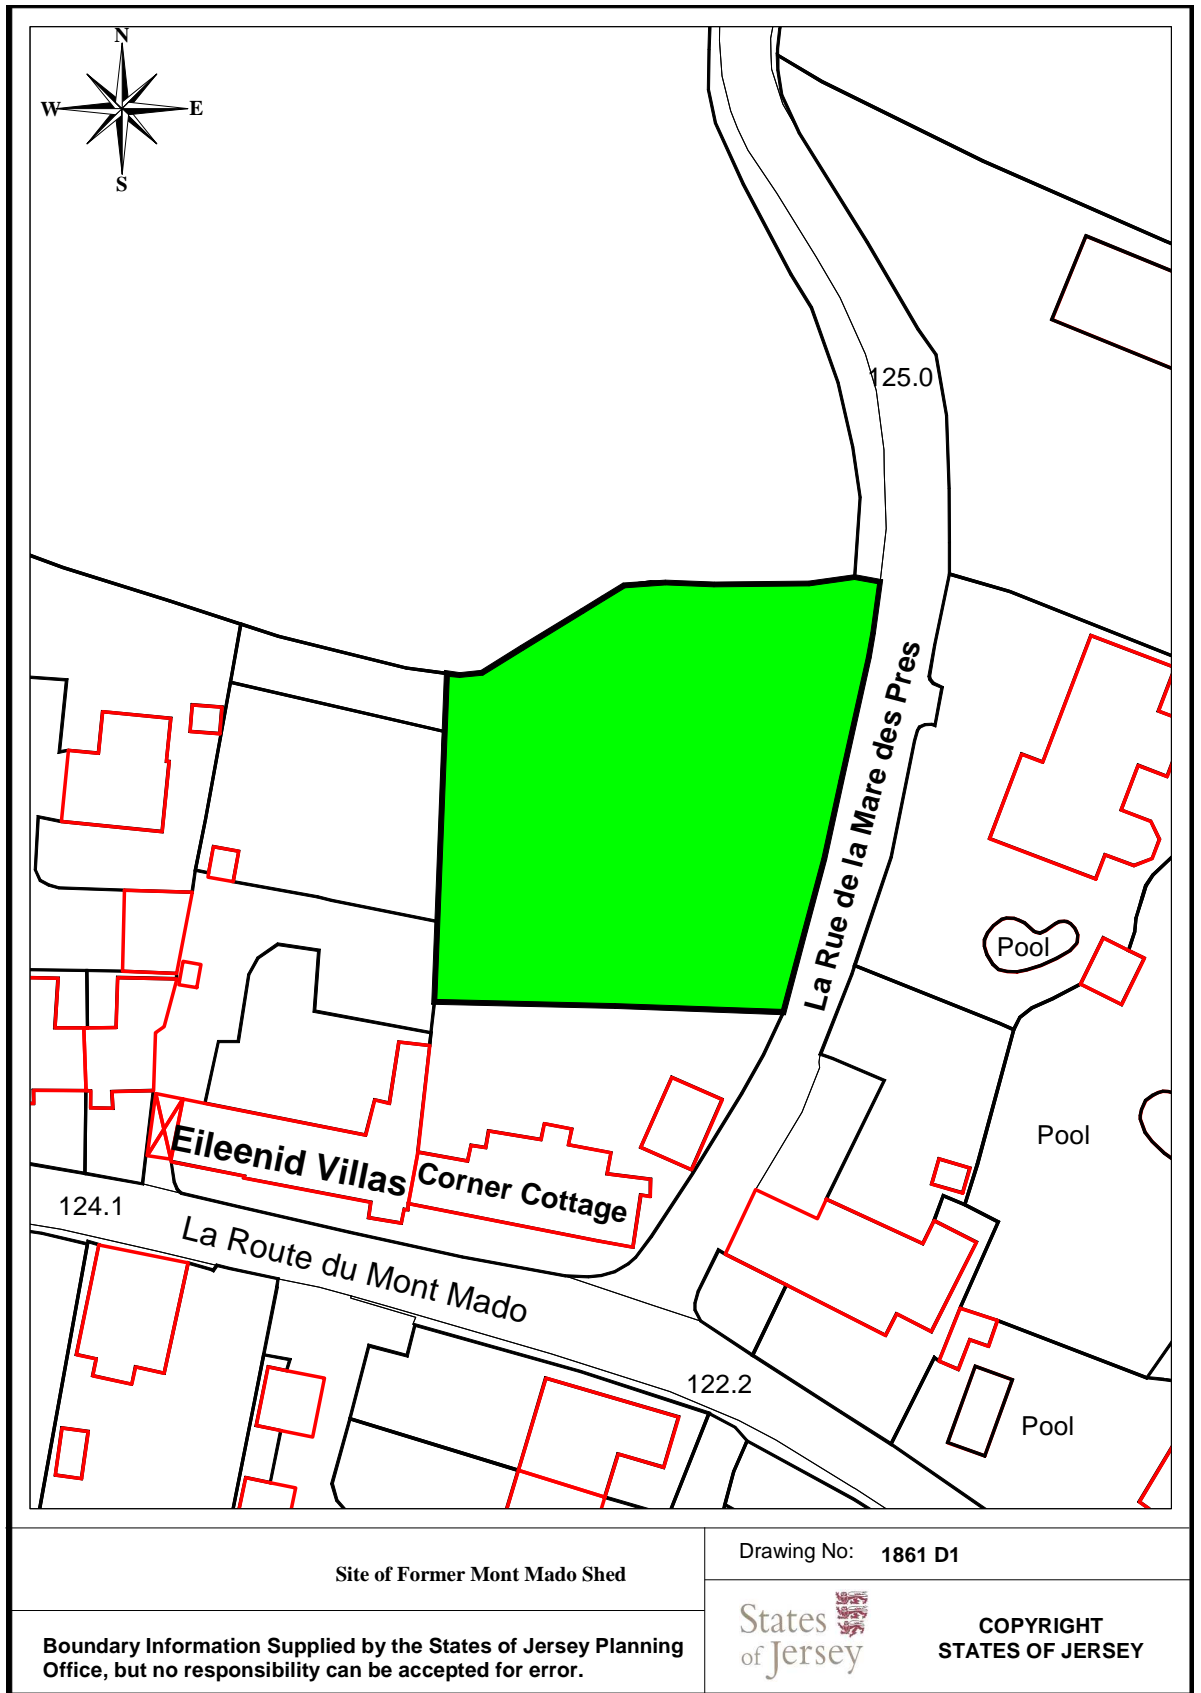 N
W E
S
125.0
La Rue de la Mare des Pres
Pool
Pool
Eileenid Villas
Corner Cottage
124.1
La Route du Mont Mado
122.2
Pool
Site of Former Mont Mado Shed
Drawing No: 1861 D1
States
of Jersey
COPYRIGHT
STATES OF JERSEY
Boundary Information Supplied by the States of Jersey Planning
Office, but no responsibility can be accepted for error.